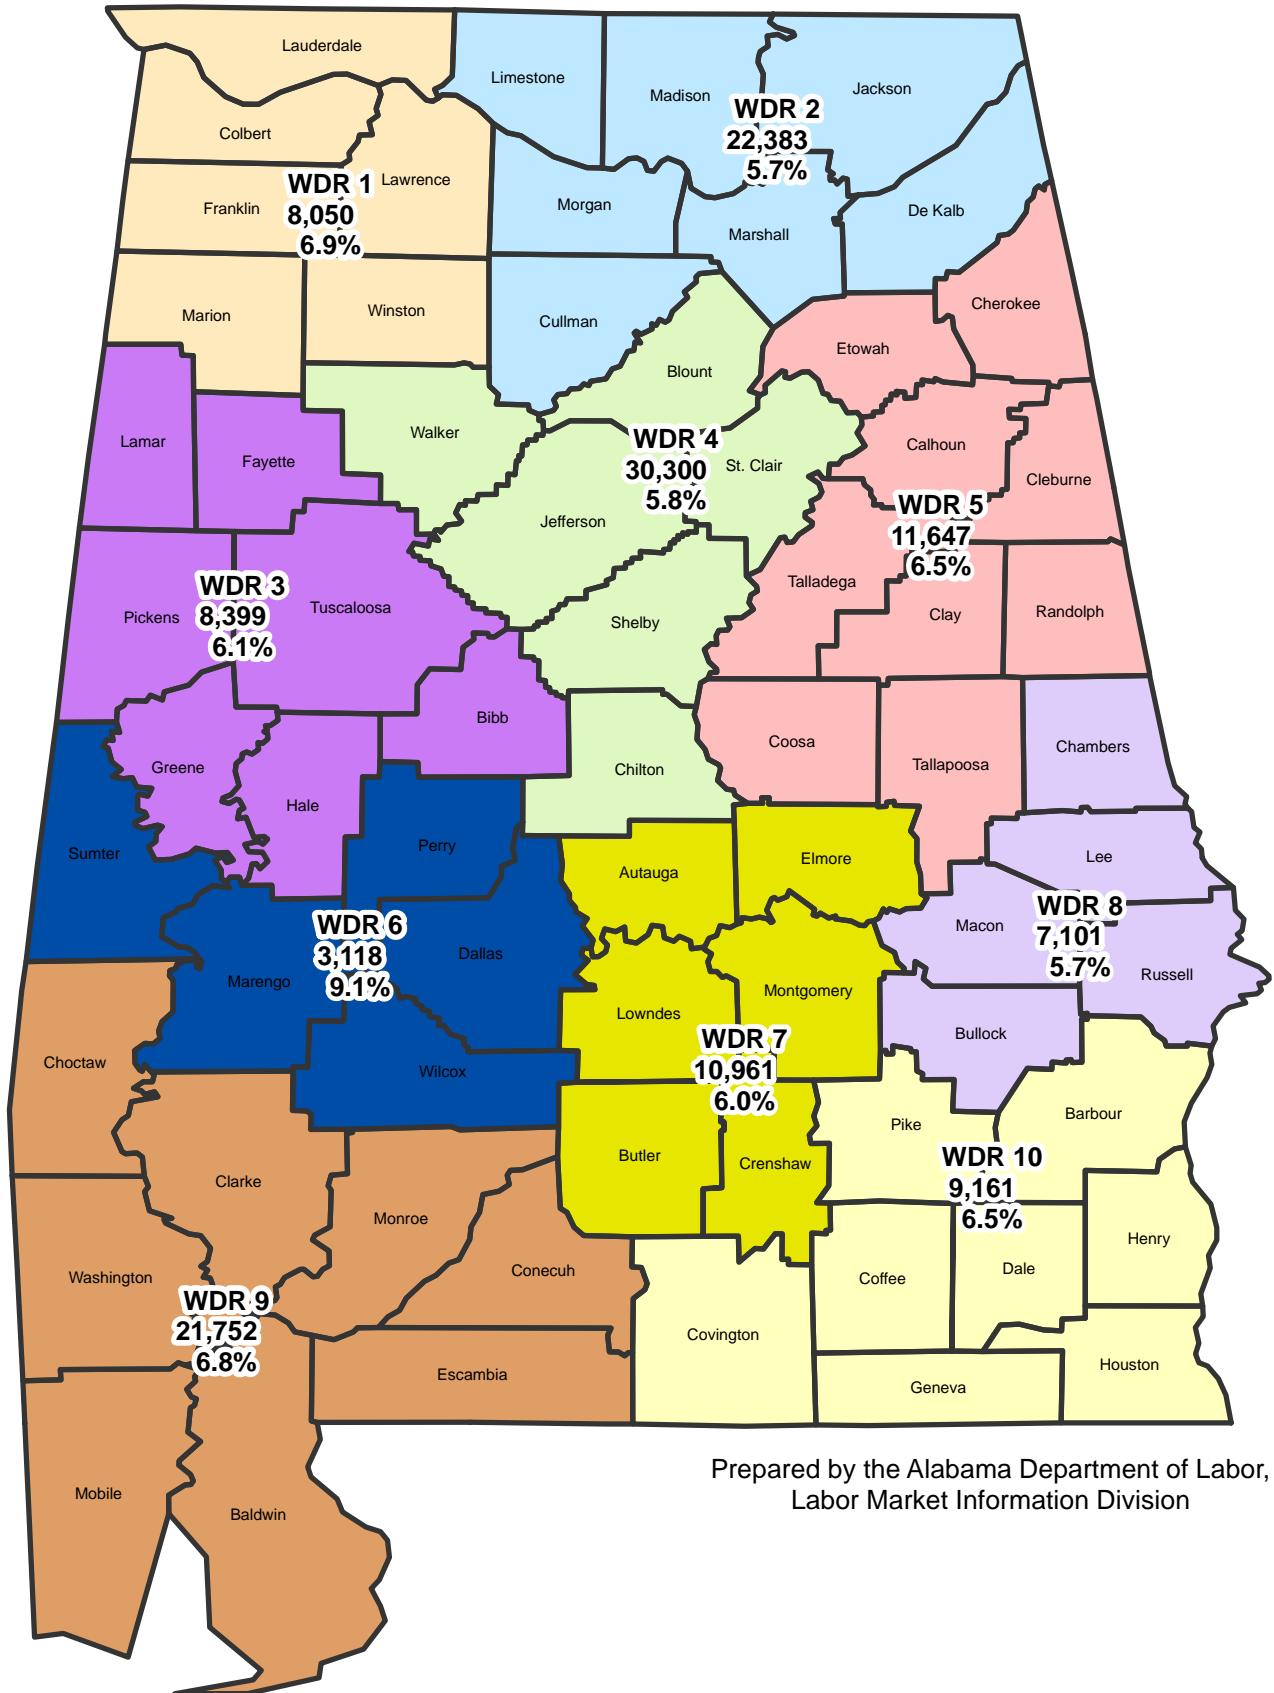 Lauderdale
Limestone
Madison
Jackson
Colbert
Lawrence
Franklin
WDR 1
8,050
6.9%
WDR 2
22,383
5.7%
Morgan
Marshall
De Kalb
Marion
Winston
Cullman
Cherokee
Etowah
Blount
Lamar
Fayette
Walker
WDR 4
30,300
5.8%
St. Clair
Calhoun
Cleburne
Jefferson
WDR 5
11,647
6.5%
WDR 3
8,399
6.1%
Pickens
Tuscaloosa
Shelby
Talladega
Clay
Randolph
Bibb
Greene
Hale
Chilton
Coosa
Tallapoosa
Chambers
Sumter
Perry
Autauga
Elmore
Lee
WDR 6
3,118
9.1%
Marengo
Dallas
Macon
WDR 8
7,101
5.7%
Russell
Lowndes
Montgomery
Bullock
WDR 7
10,961
6.0%
Choctaw
Wilcox
Clarke
Butler
Crenshaw
Pike
Barbour
WDR 10
9,161
6.5%
Monroe
Washington
Conecuh
Coffee
Dale
Henry
WDR 9
21,752
6.8%
Covington
Escambia
Geneva
Houston
Mobile
Baldwin
Prepared by the Alabama Department of Labor,
Labor Market Information Division